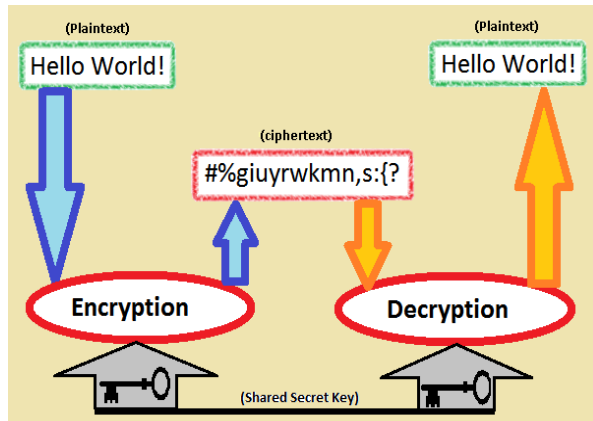 (Plaintext)
Hello World!
(Plaintext)
Hello World!
(ciphertext)
#%giuyrwkmn,s:{?
Encryption
Decryption
(Shared Secret Key)